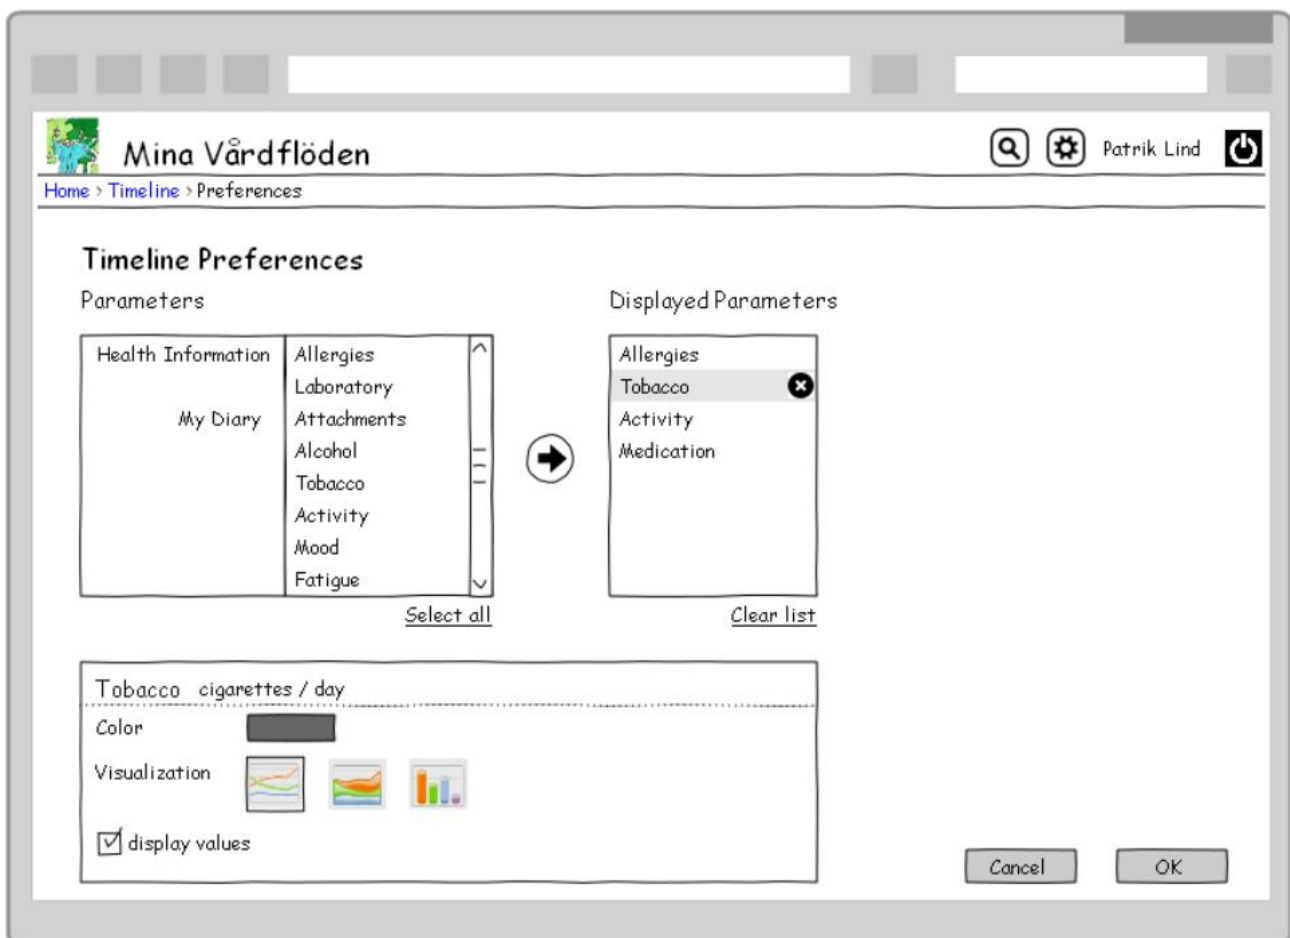 Mina Vårdflöden
Patrik Lind
Home > Timeline > Preferences
Timeline Preferences
Parameters
Health Information
My Diary
Allergies
Laboratory
Attachments
Alcohol
Tobacco
Activity
Mood
Fatigue
Select all
Displayed Parameters
Allergies
Tobacco
Activity
Medication
Clear list
Tobacco cigarettes / day
Color
Visualization
display values
Cancel
OK